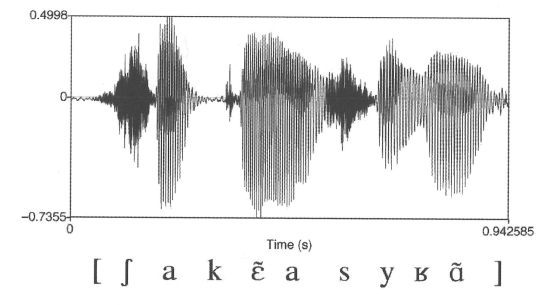 0.4998
0
−0.7355
0
0.942585
Time (s)
[ ʃ a k ɛ̃ a s y ʁ ɑ̃ ]